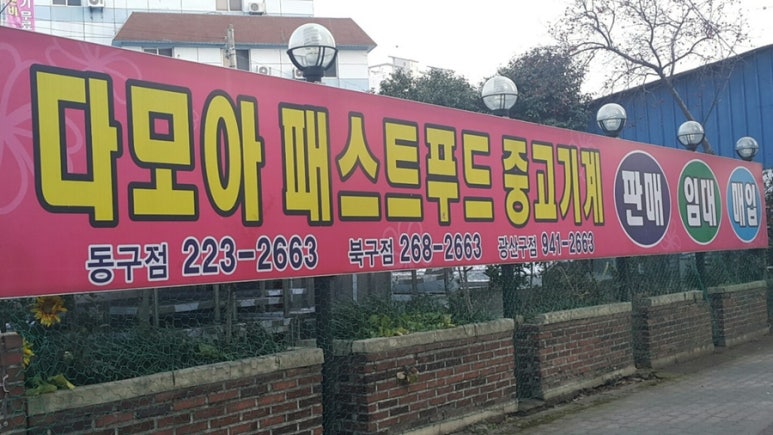 다모아 패스트푸드 중고기계 판매 임대 매입
동구점 223-2663 북구점 268-2663 광산구점 941-2663